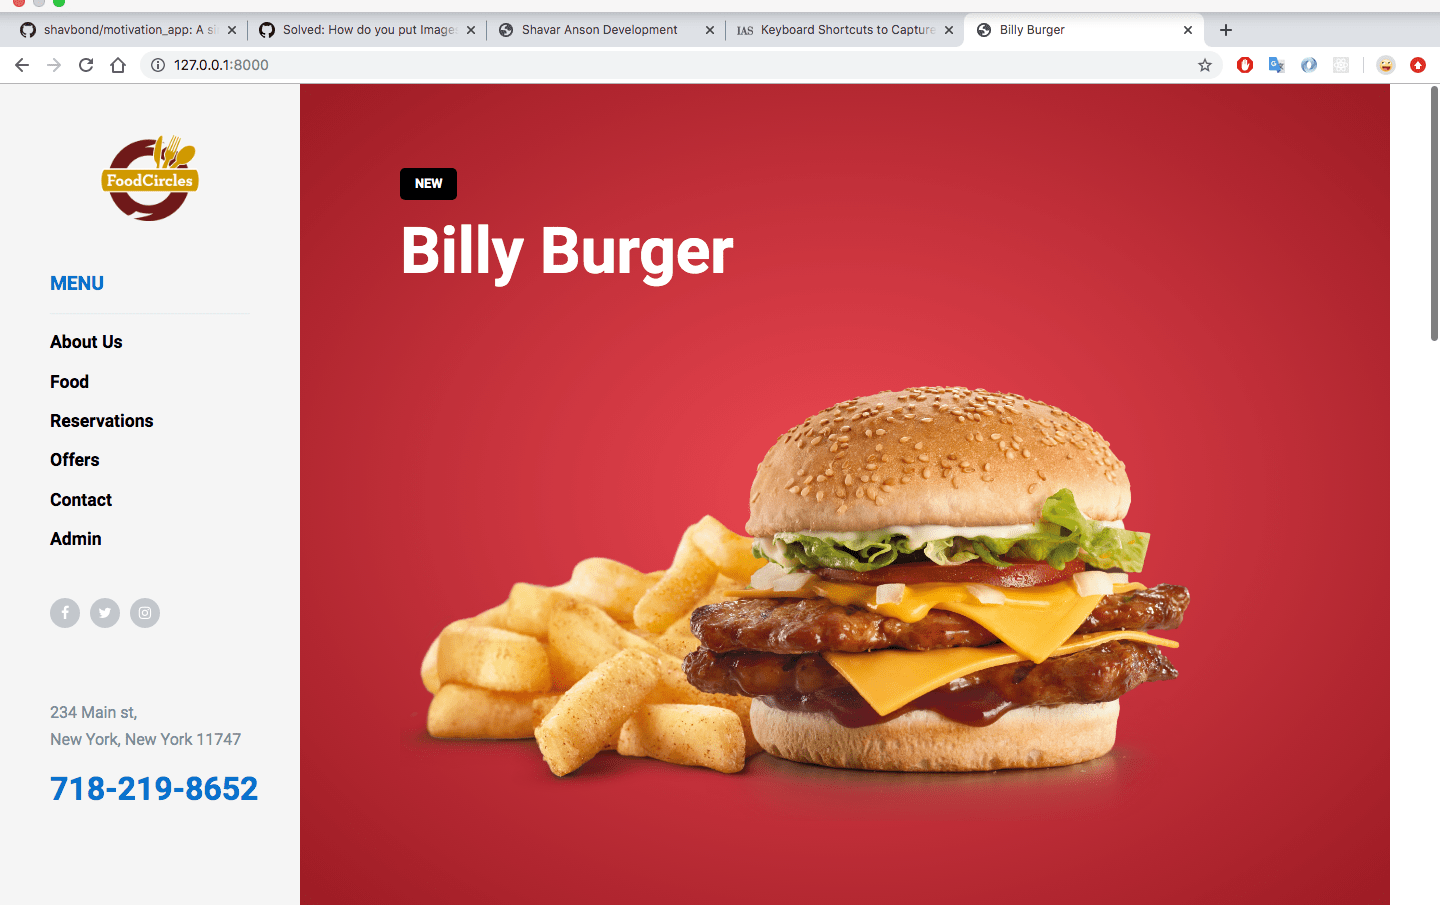 shavbond/motivation_app: A si
Solved: How do you put Image
Shavar Anson Development
IAS
Keyboard Shortcuts to Capture
Billy Burger
127.0.0.1:8000
FoodCircles
MENU
About Us
Food
Reservations
Offers
Contact
Admin
234 Main st,
New York, New York 11747
718-219-8652
NEW
Billy Burger